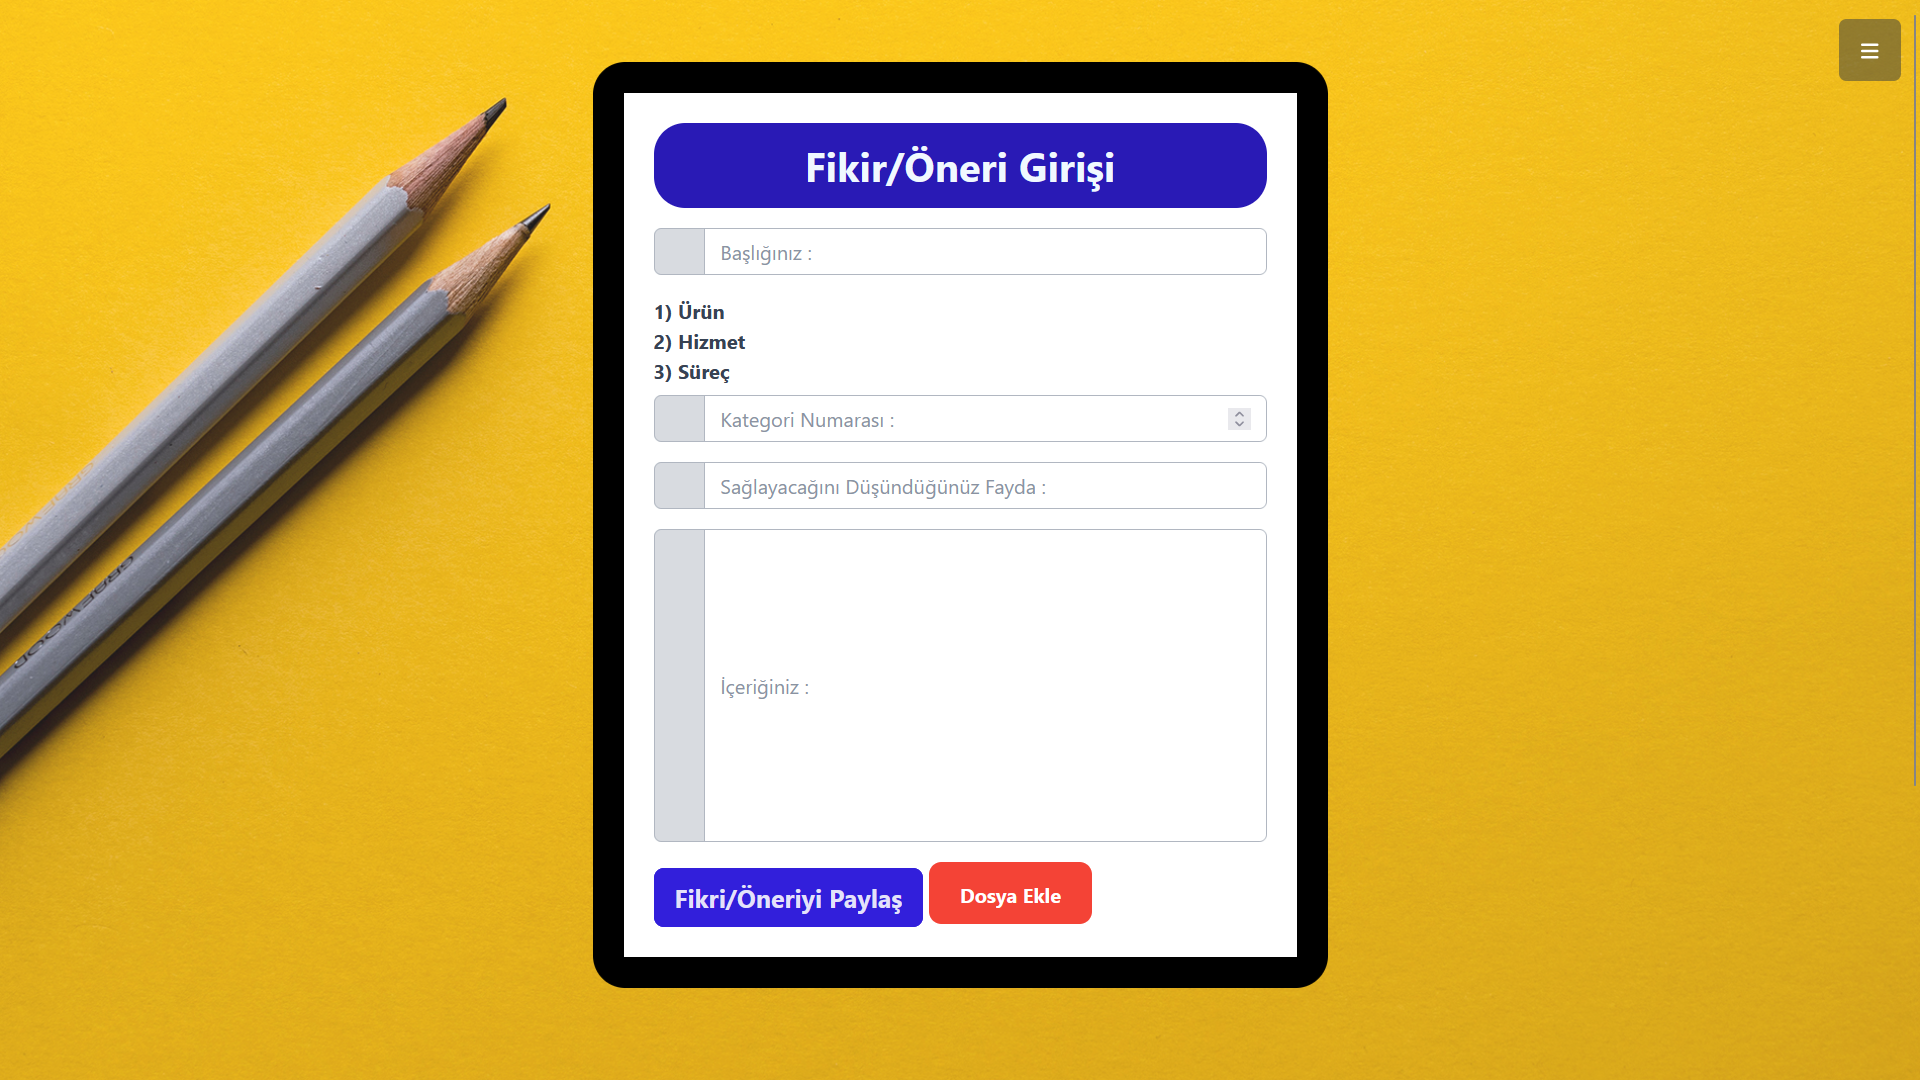 Fikir/Öneri Girişi
Başlığınız :
1) Ürün
2) Hizmet
3) Süreç
Kategori Numarası :
Sağlayacağını Düşündüğünüz Fayda :
İçeriğiniz :
Fikri/Öneriyi Paylaş
Dosya Ekle
GRAFWOOD